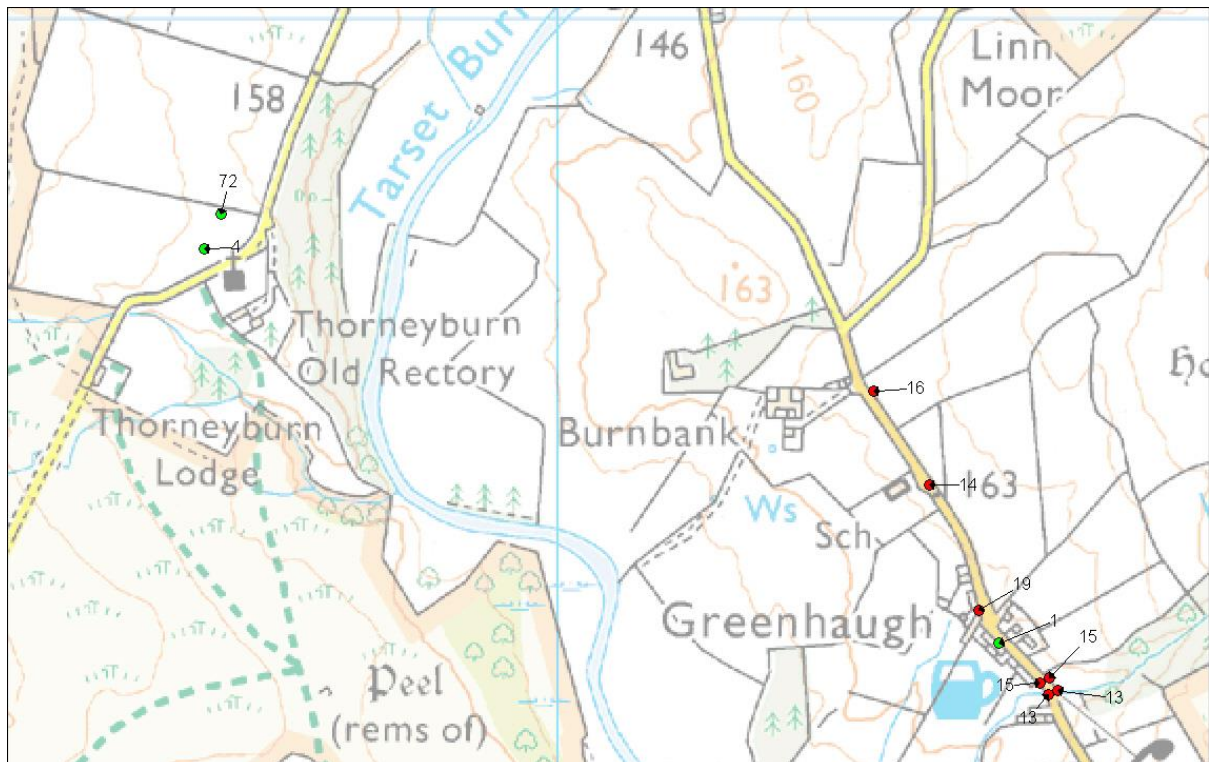 Tarset Burn
146
Linn
Moor
160
158
72
4
163
Thorneyburn
Old Rectory
16
Ho
Thorneyburn
Lodge
Burnbank
14
163
Ws
Sch
19
Greenhaugh
1
15
15
13
13
Peel
(rems of)